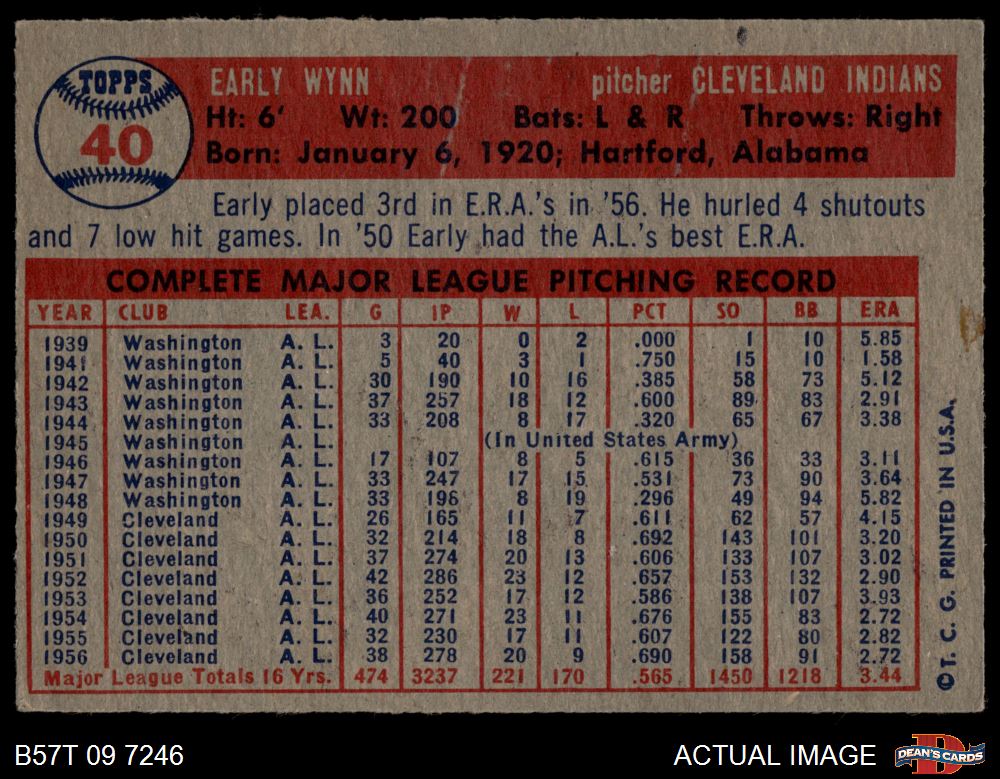 TOPPS
40
EARLY WYNN pitcher CLEVELAND INDIANS
Ht: 6' Wt: 200 Bats: L & R Throws: Right
Born: January 6, 1920; Hartford, Alabama
Early placed 3rd in E.R.A.'s in '56. He hurled 4 shutouts
and 7 low hit games. In '50 Early had the A.L.'s best E.R.A.
COMPLETE MAJOR LEAGUE PITCHING RECORD
YEAR CLUB LEA. G IP W L PCT SO BB ERA
1939 Washington A. L. 3 20 0 2 .000 1 10 5.85
1941 Washington A. L. 5 40 3 1 .750 15 10 1.58
1942 Washington A. L. 30 190 10 16 .385 58 73 5.12
1943 Washington A. L. 37 257 18 12 .600 89 83 2.91
1944 Washington A. L. 33 208 8 17 .320 65 67 3.38
1945 Washington A. L. (In United States Army)
1946 Washington A. L. 17 107 8 5 .615 36 33 3.11
1947 Washington A. L. 33 247 17 15 .531 73 90 3.64
1948 Washington A. L. 33 196 8 19 .296 49 94 5.82
1949 Cleveland A. L. 26 165 11 7 .611 62 57 4.15
1950 Cleveland A. L. 32 214 18 8 .692 143 101 3.20
1951 Cleveland A. L. 37 274 20 13 .606 133 107 3.02
1952 Cleveland A. L. 42 286 23 12 .657 153 132 2.90
1953 Cleveland A. L. 36 252 17 12 .586 138 107 3.93
1954 Cleveland A. L. 40 271 23 11 .676 155 83 2.72
1955 Cleveland A. L. 32 230 17 11 .607 122 80 2.82
1956 Cleveland A. L. 38 278 20 9 .690 158 91 2.72
Major League Totals 16 Yrs. 474 3237 221 170 .565 1450 1218 3.44
©T. C. G. PRINTED IN U.S.A.
B57T 09 7246
ACTUAL IMAGE
D
DEAN'S CARDS